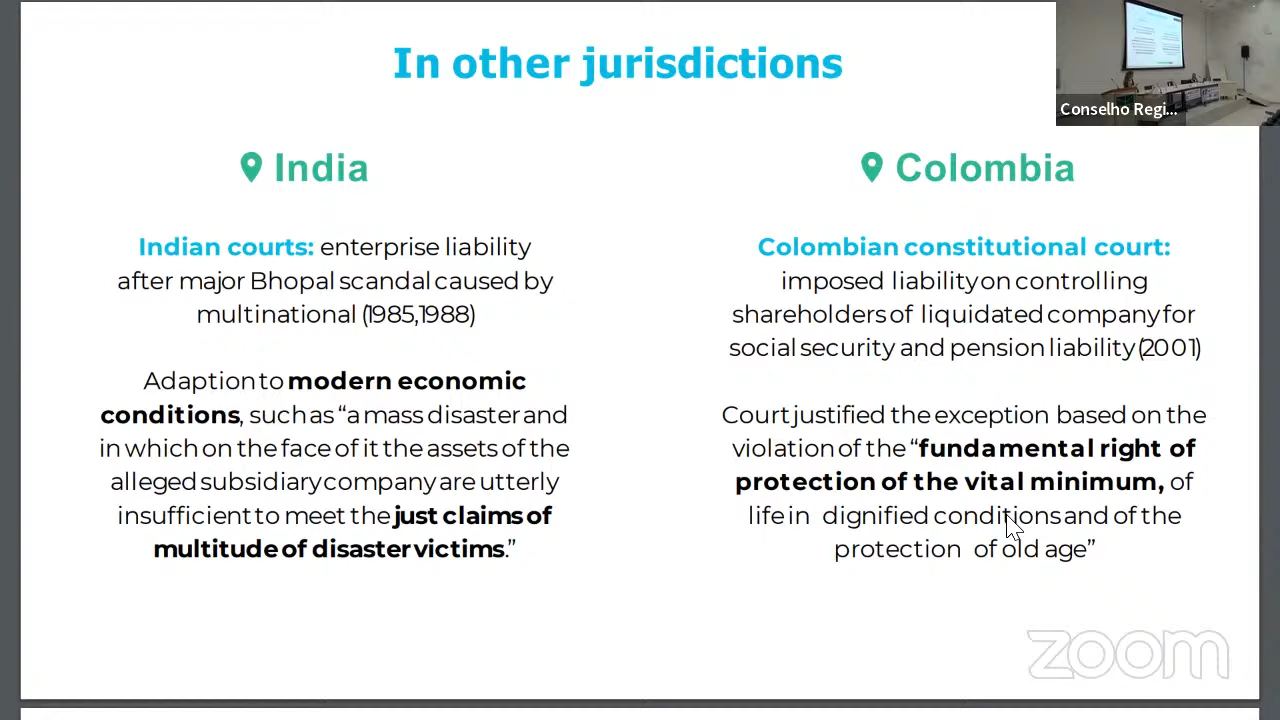 In other jurisdictions
Conselho Regi...
India
Indian courts: enterprise liability
after major Bhopal scandal caused by
multinational (1985,1988)
Adaption to modern economic
conditions, such as “a mass disaster and
in which on the face of it the assets of the
alleged subsidiary company are utterly
insufficient to meet the just claims of
multitude of disaster victims.”
Colombia
Colombian constitutional court:
imposed liability on controlling
shareholders of liquidated company for
social security and pension liability (2001)
Court justified the exception based on the
violation of the “fundamental right of
protection of the vital minimum, of
life in dignified conditions and of the
protection of old age”
zoom